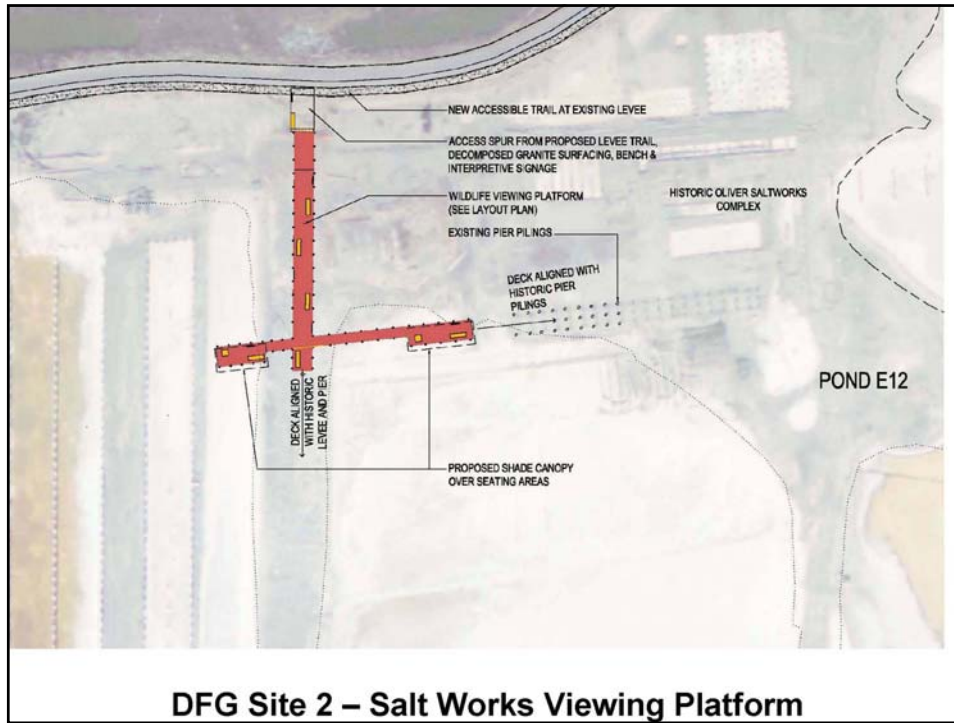 NEW ACCESSIBLE TRAIL AT EXISTING LEVEE
ACCESS SPUR FROM PROPOSED LEVEE TRAIL,
DECOMPOSED GRANITE SURFACING, BENCH &
INTERPRETIVE SIGNAGE
WILDLIFE VIEWING PLATFORM
(SEE LAYOUT PLAN)
HISTORIC OLIVER SALTWORKS
COMPLEX
EXISTING PIER PILINGS
DECK ALIGNED WITH
HISTORIC PIER
PILINGS
POND E12
DECK ALIGNED
WITH HISTORIC
LEVEE AND PIER
PROPOSED SHADE CANOPY
OVER SEATING AREAS
DFG Site 2 – Salt Works Viewing Platform